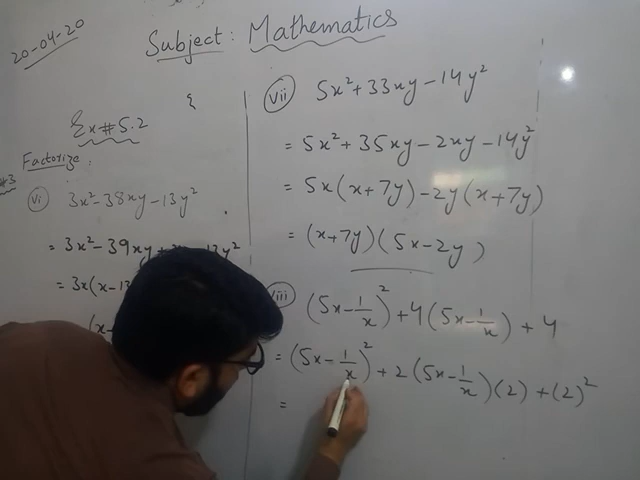 20-04-20
Subject: Mathematics
Ex#5.2
Factorize:
vi 3x²-38xy-13y²
= 3x²-39xy+ -13y²
= 3x(x-13
(x-
vii 5x²+33xy-14y²
= 5x²+35xy-2xy-14y²
= 5x(x+7y)-2y(x+7y)
= (x+7y)(5x-2y)
viii (5x-1/x)²+4(5x-1/x)+4
= (5x-1/x)²+2(5x-1/x)(2)+(2)²
=